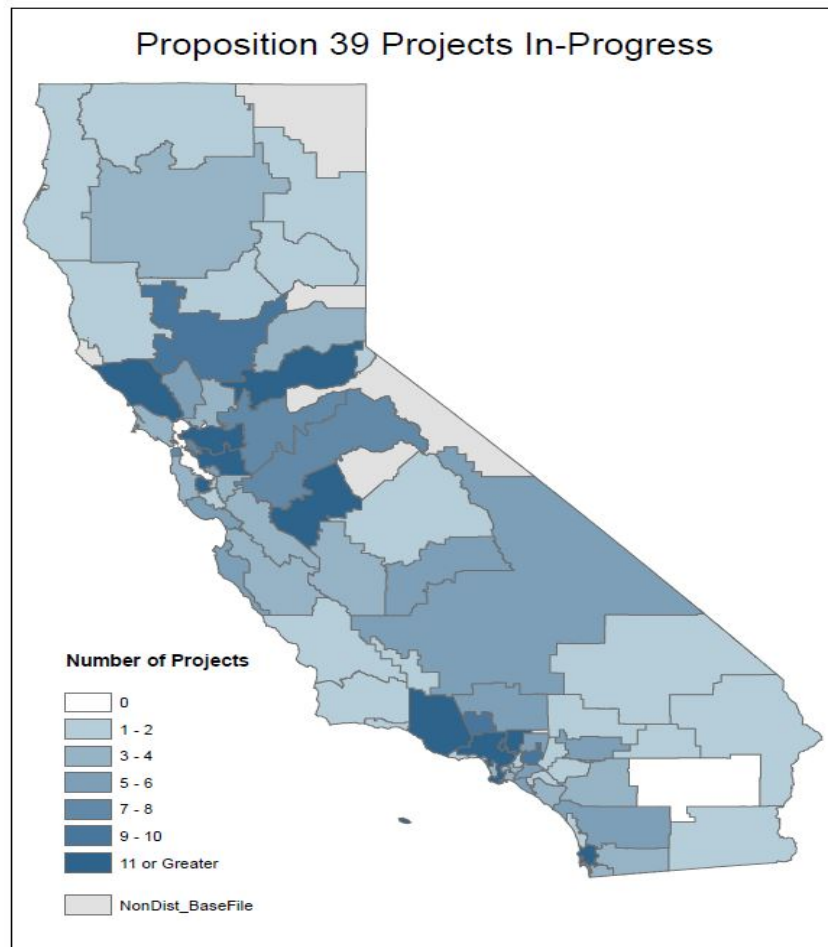 Proposition 39 Projects In-Progress
Number of Projects
0
1 - 2
3 - 4
5 - 6
7 - 8
9 - 10
11 or Greater
NonDist_BaseFile